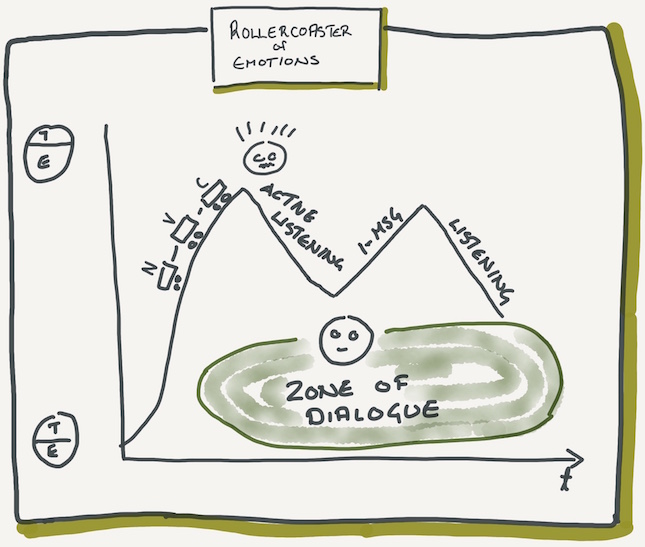 ROLLERCOASTER
of
EMOTIONS
T
E
C
V
N
ACTIVE
LISTENING
I-MSG
LISTENING
ZONE OF
DIALOGUE
T
E
t